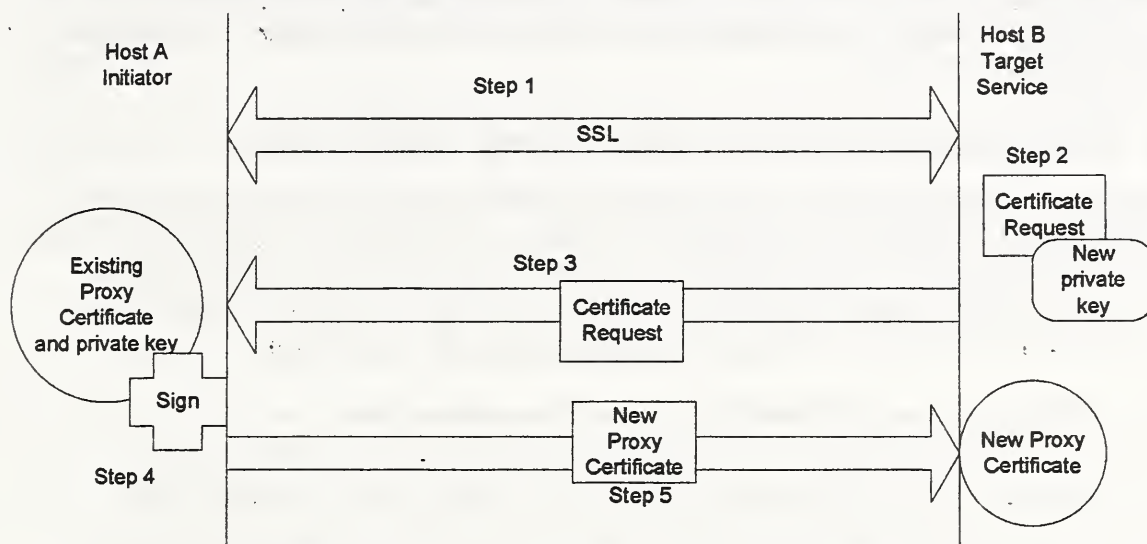 Host A
Initiator
Host B
Target
Service
Step 1
SSL
Step 2
Certificate
Request
New
private
key
Step 3
Certificate
Request
Existing
Proxy
Certificate
and private key
Sign
Step 4
New
Proxy
Certificate
Step 5
New Proxy
Certificate